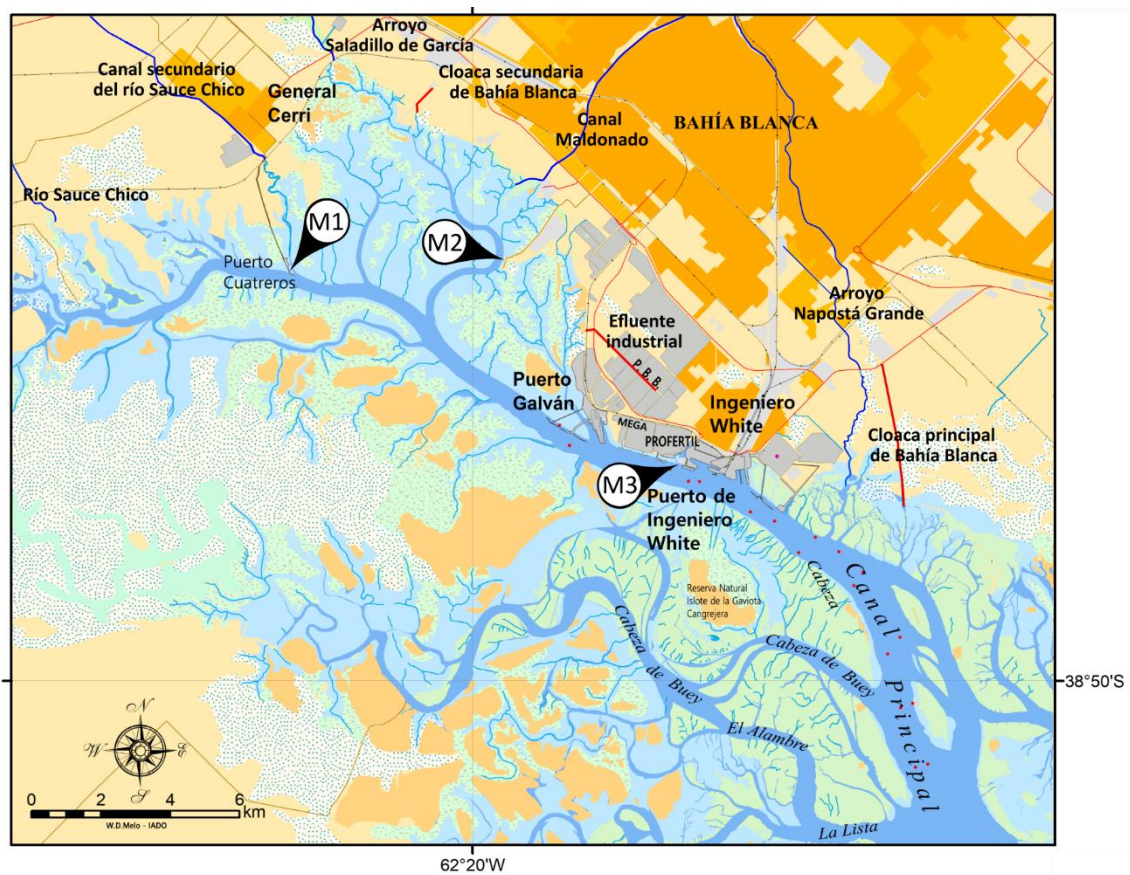 Arroyo
Saladillo de García
Canal secundario
del río Sauce Chico
General
Cerri
Cloaca secundaria
de Bahía Blanca
Canal
Maldonado
BAHÍA BLANCA
Río Sauce Chico
M1
M2
Puerto
Cuatreros
Arroyo
Napostá Grande
Efluente
industrial
P. B. B.
Puerto
Galván
Ingeniero
White
MEGA
PROFERTIL
Cloaca principal
de Bahía Blanca
M3
Puerto de
Ingeniero
White
Reserva Natural
Islote de la Gaviota
Cangrejera
Cabeza
Canal Principal
Cabeza de Buey
Cabeza de Buey
El Alambre
La Lista
38°50'S
N
W E
S
0 2 4 6
km
W.D.Melo - IADO
62°20'W